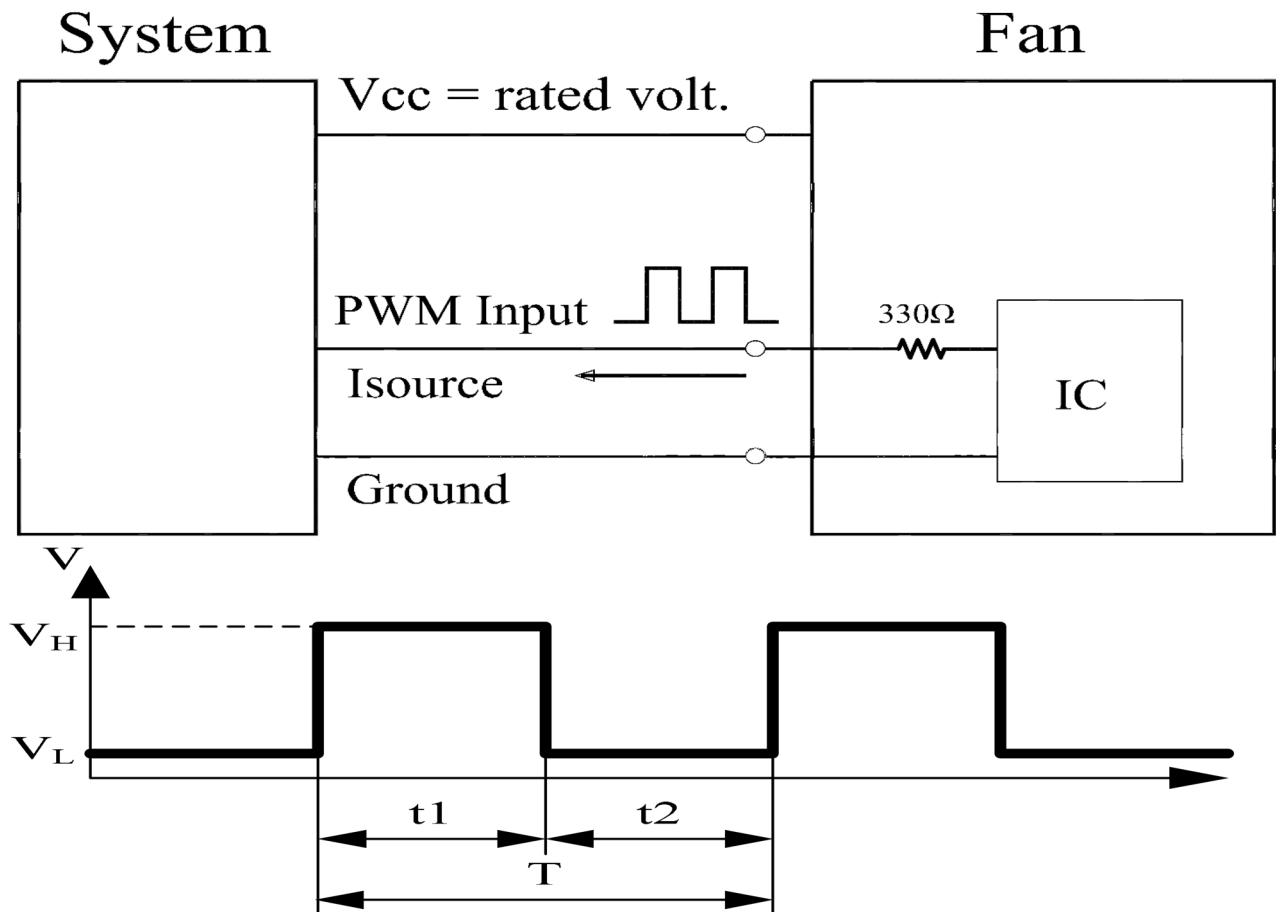 System
Fan
Vcc = rated volt.
PWM Input
330Ω
Isource
IC
Ground
V
VH
VL
t1
t2
T